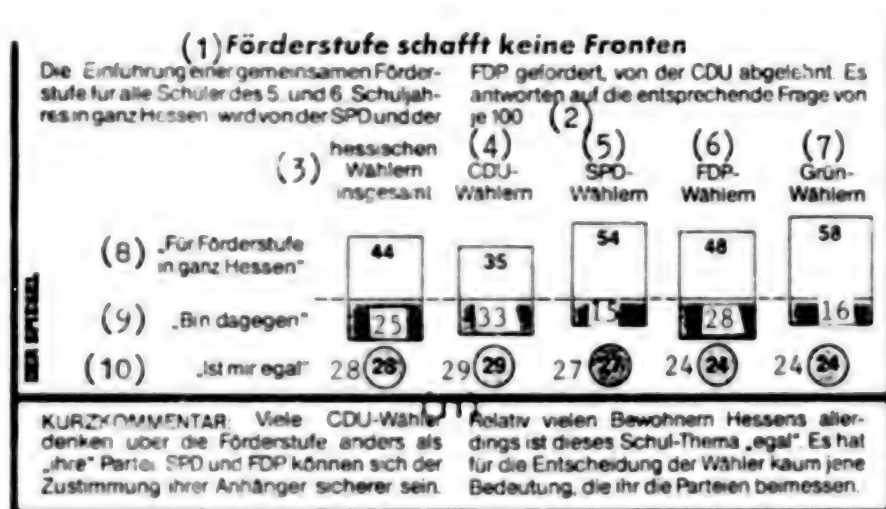 (1) Förderstufe schafft keine Fronten
Die Einführung einer gemeinsamen Förder-
stufe für alle Schüler des 5. und 6. Schuljah-
res in ganz Hessen wird von der SPD und der
FDP gefordert, von der CDU abgelehnt. Es
antworten auf die entsprechende Frage von
je 100 (2)
(3) hessischen Wählern insgesamt
(4) CDU-Wählern
(5) SPD-Wählern
(6) FDP-Wählern
(7) Grün-Wählern
(8) „Für Förderstufe
in ganz Hessen"
44 35 54 48 58
(9) „Bin dagegen" 25 33 15 28 16
(10) „Ist mir egal" 28 28 29 29 27 27 24 24 24 24
DER SPIEGEL
KURZKOMMENTAR: Viele CDU-Wähler
denken über die Förderstufe anders als
„ihre" Partei. SPD und FDP können sich der
Zustimmung ihrer Anhänger sicherer sein.
Relativ vielen Bewohnern Hessens aller-
dings ist dieses Schul-Thema „egal". Es hat
für die Entscheidung der Wähler kaum jene
Bedeutung, die ihr die Parteien beimessen.